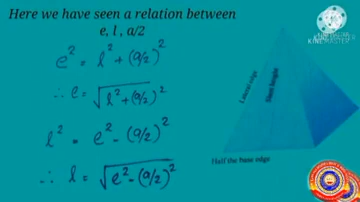 Here we have seen a relation between
e, l , a/2
e² = l² + (a/2)²
∴ e = √l² + (a/2)²
l² = e² - (a/2)²
∴ l = √e² - (a/2)²
Lateral edge
Slant height
Half the base edge
KINEMASTER